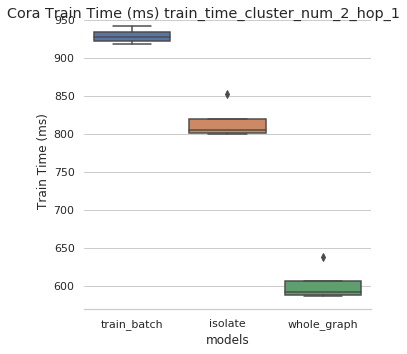 Cora Train Time (ms) train_time_cluster_num_2_hop_1
950
900
850
800
750
700
650
600
Train Time (ms)
train_batch isolate whole_graph
models